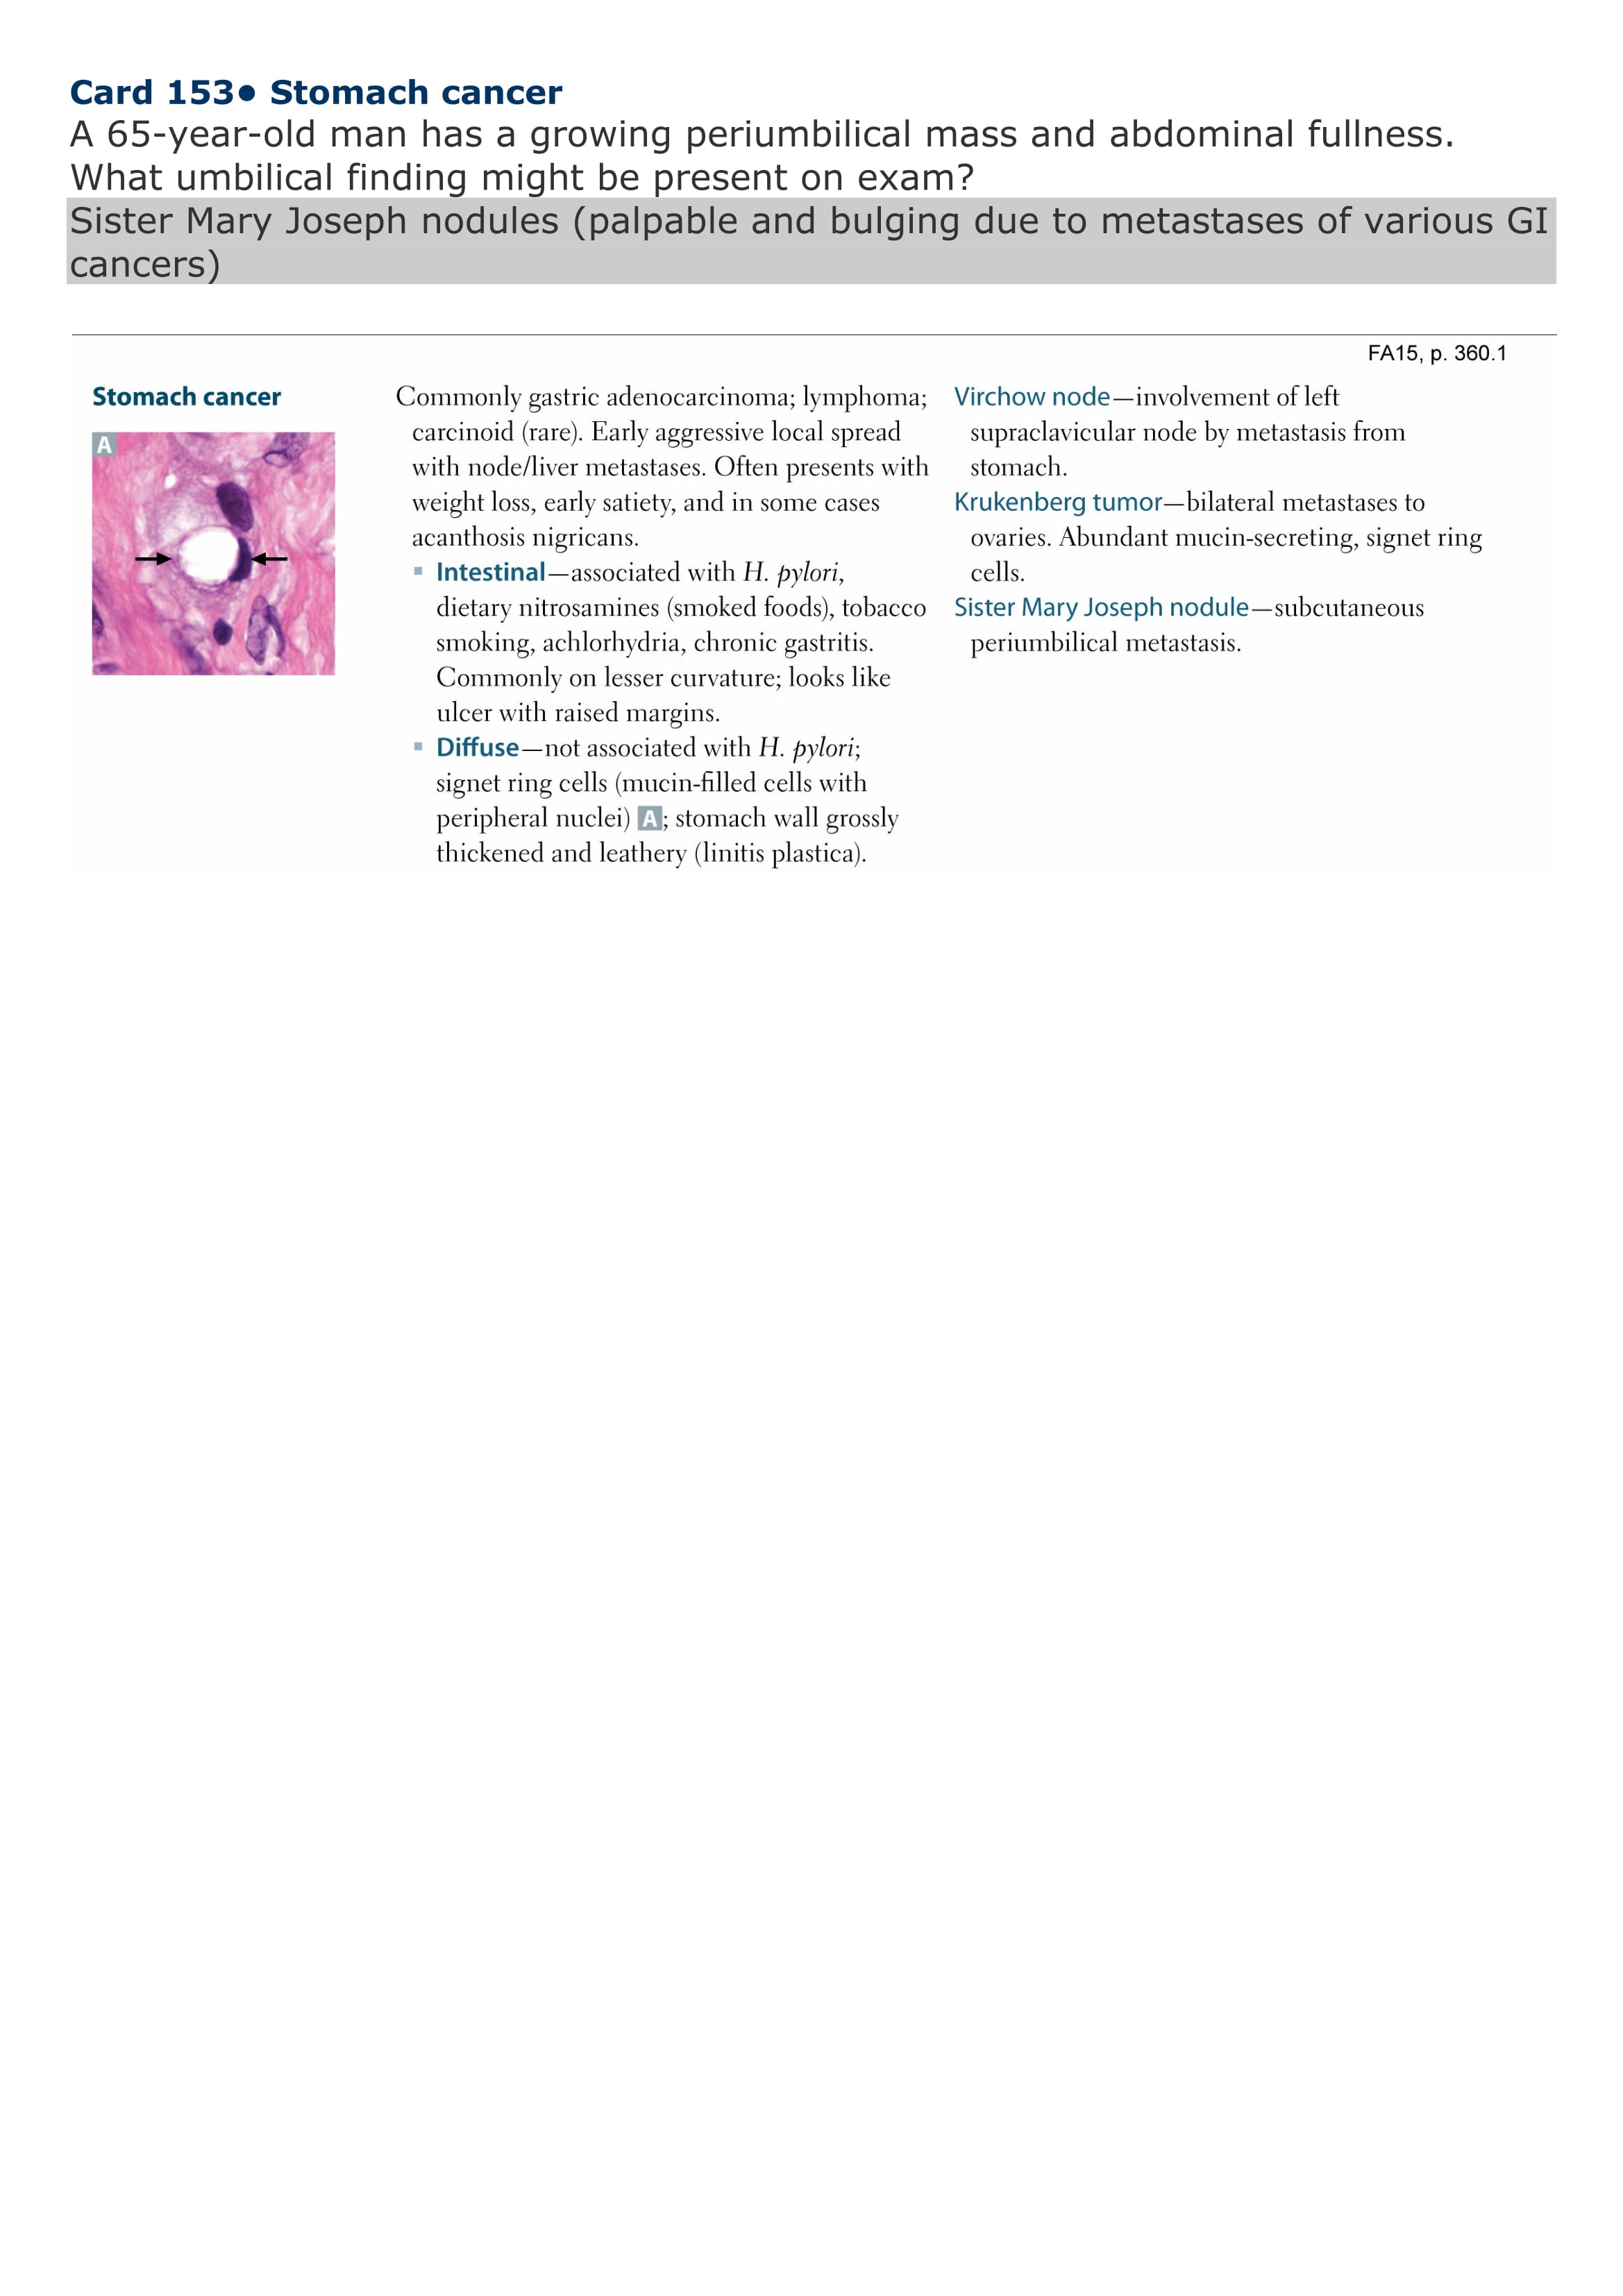 Card 153• Stomach cancer
A 65-year-old man has a growing periumbilical mass and abdominal fullness.
What umbilical finding might be present on exam?
Sister Mary Joseph nodules (palpable and bulging due to metastases of various GI
cancers)
FA15, p. 360.1
Stomach cancer
A
Commonly gastric adenocarcinoma; lymphoma;
carcinoid (rare). Early aggressive local spread
with node/liver metastases. Often presents with
weight loss, early satiety, and in some cases
acanthosis nigricans.
▪ Intestinal—associated with H. pylori,
dietary nitrosamines (smoked foods), tobacco
smoking, achlorhydria, chronic gastritis.
Commonly on lesser curvature; looks like
ulcer with raised margins.
▪ Diffuse—not associated with H. pylori;
signet ring cells (mucin-filled cells with
peripheral nuclei) A; stomach wall grossly
thickened and leathery (linitis plastica).
Virchow node—involvement of left
supraclavicular node by metastasis from
stomach.
Krukenberg tumor—bilateral metastases to
ovaries. Abundant mucin-secreting, signet ring
cells.
Sister Mary Joseph nodule—subcutaneous
periumbilical metastasis.